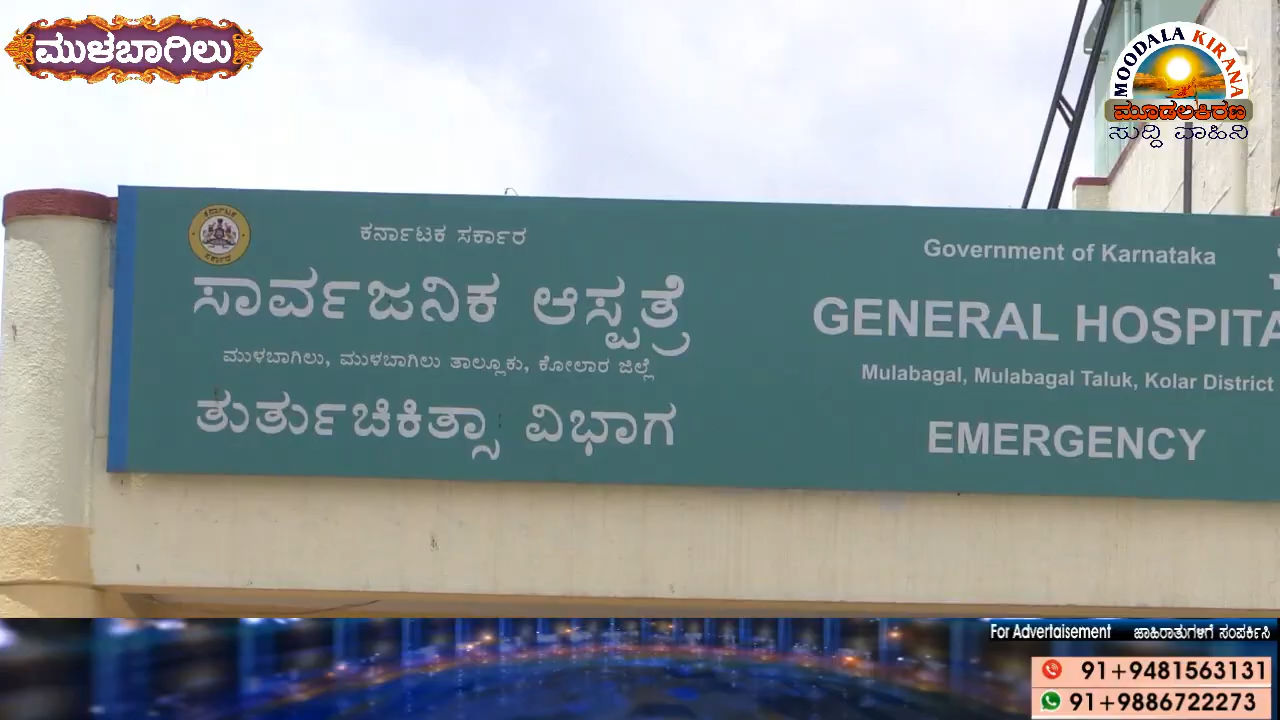 ಮುಳಬಾಗಿಲು
MOODALA KIRANA
ಮೂಡಲಕಿರಣ
ಸುದ್ದಿ ವಾಹಿನಿ
ಕರ್ನಾಟಕ ಸರ್ಕಾರ
ಸಾರ್ವಜನಿಕ ಆಸ್ಪತ್ರೆ
ಮುಳಬಾಗಿಲು, ಮುಳಬಾಗಿಲು ತಾಲ್ಲೂಕು, ಕೋಲಾರ ಜಿಲ್ಲೆ
ತುರ್ತುಚಿಕಿತ್ಸಾ ವಿಭಾಗ
Government of Karnataka
GENERAL HOSPITA
Mulabagal, Mulabagal Taluk, Kolar District
EMERGENCY
For Advertaisement ಜಾಹಿರಾತುಗಳಿಗೆ ಸಂಪರ್ಕಿಸಿ
91+9481563131
91+9886722273